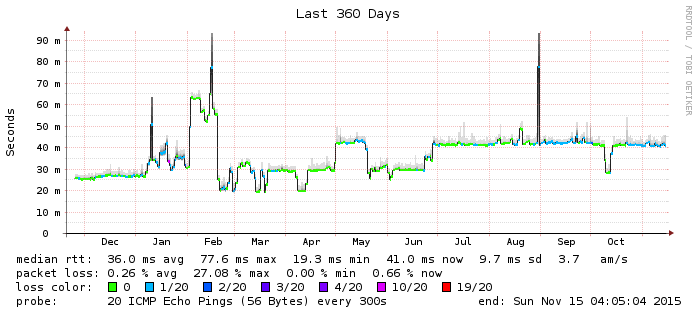 Last 360 Days
RRDTOOL / TOBI OETIKER
Seconds
90 m
80 m
70 m
60 m
50 m
40 m
30 m
20 m
10 m
0
Dec Jan Feb Mar Apr May Jun Jul Aug Sep Oct
median rtt: 36.0 ms avg 77.6 ms max 19.3 ms min 41.0 ms now 9.7 ms sd 3.7 am/s
packet loss: 0.26 % avg 27.08 % max 0.00 % min 0.66 % now
loss color: 0 1/20 2/20 3/20 4/20 10/20 19/20
probe: 20 ICMP Echo Pings (56 Bytes) every 300s end: Sun Nov 15 04:05:04 2015